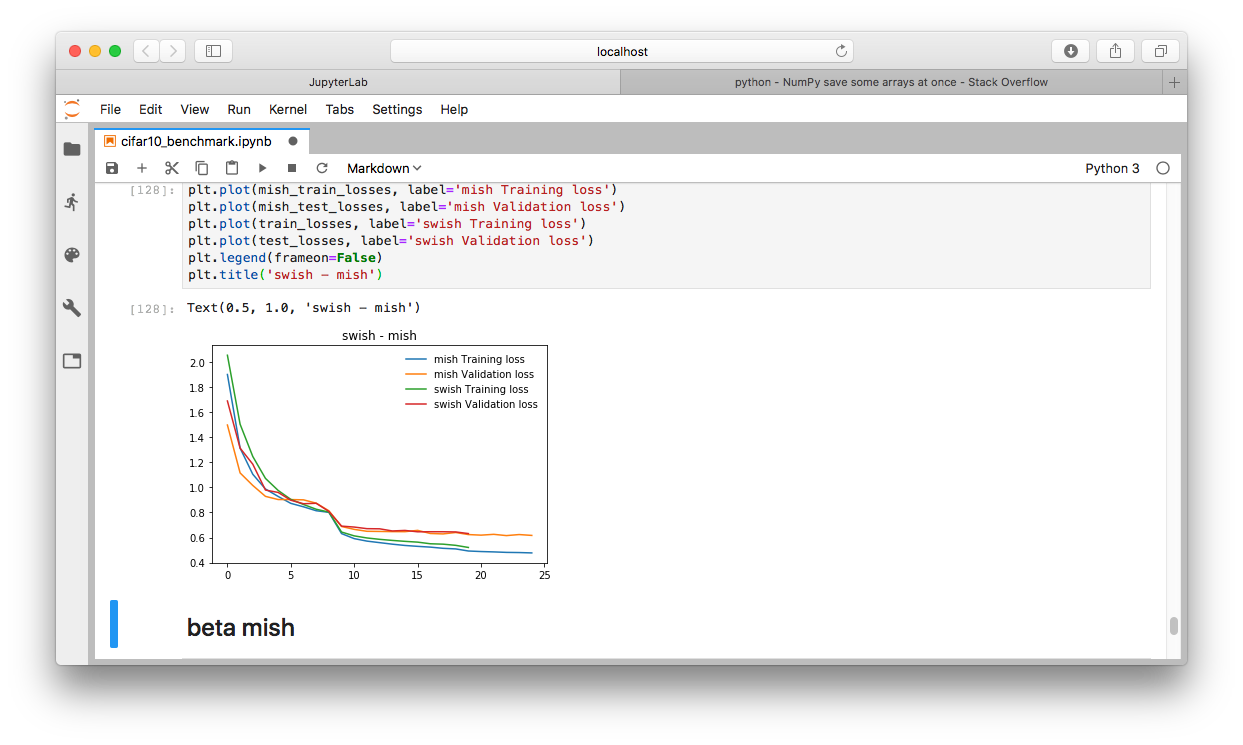 localhost
JupyterLab
python - NumPy save some arrays at once - Stack Overflow
File Edit View Run Kernel Tabs Settings Help
cifar10_benchmark.ipynb
Markdown
Python 3
[128]: plt.plot(mish_train_losses, label='mish Training loss')
plt.plot(mish_test_losses, label='mish Validation loss')
plt.plot(train_losses, label='swish Training loss')
plt.plot(test_losses, label='swish Validation loss')
plt.legend(frameon=False)
plt.title('swish - mish')
[128]: Text(0.5, 1.0, 'swish - mish')
swish - mish
mish Training loss
mish Validation loss
swish Training loss
swish Validation loss
2.0
1.8
1.6
1.4
1.2
1.0
0.8
0.6
0.4
0 5 10 15 20 25
beta mish